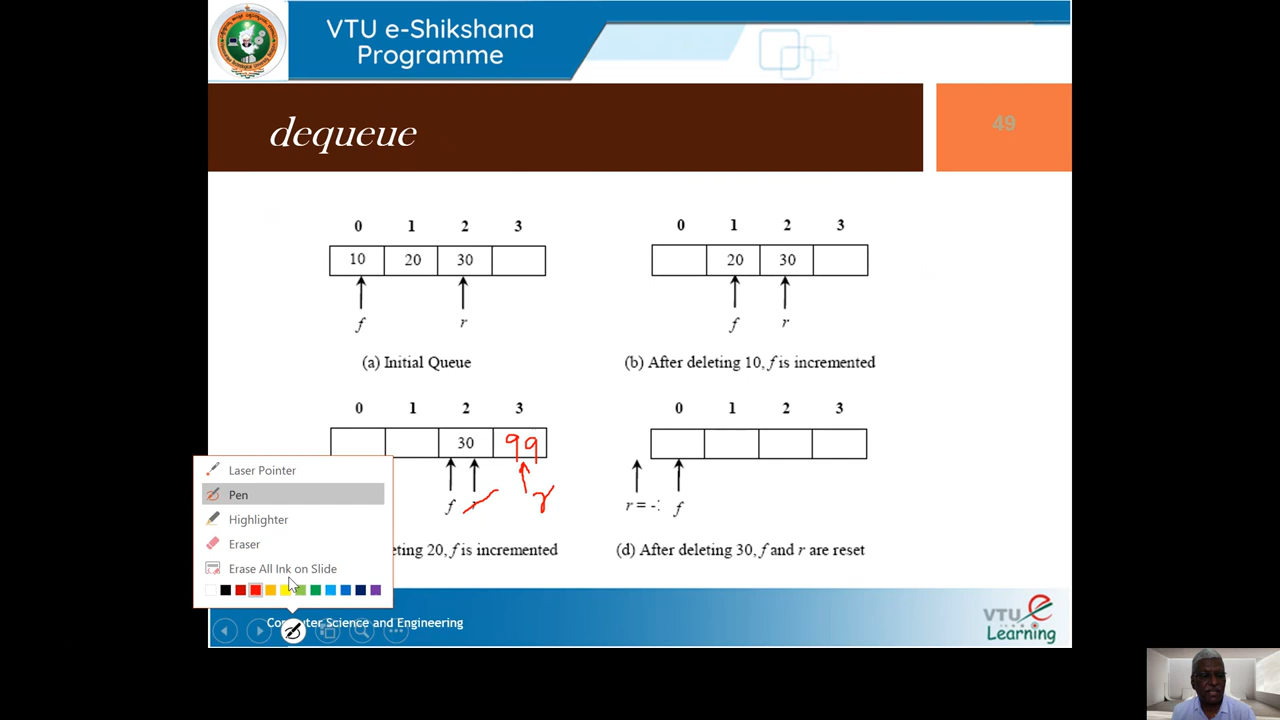 VTU e-Shikshana
Programme
dequeue
49
0 1 2 3
10 20 30
f r
(a) Initial Queue
0 1 2 3
20 30
f r
(b) After deleting 10, f is incremented
0 1 2 3
30 99
f r
eting 20, f is incremented
0 1 2 3
r = - f
(d) After deleting 30, f and r are reset
Laser Pointer
Pen
Highlighter
Eraser
Erase All Ink on Slide
Computer Science and Engineering
VTU e
Learning